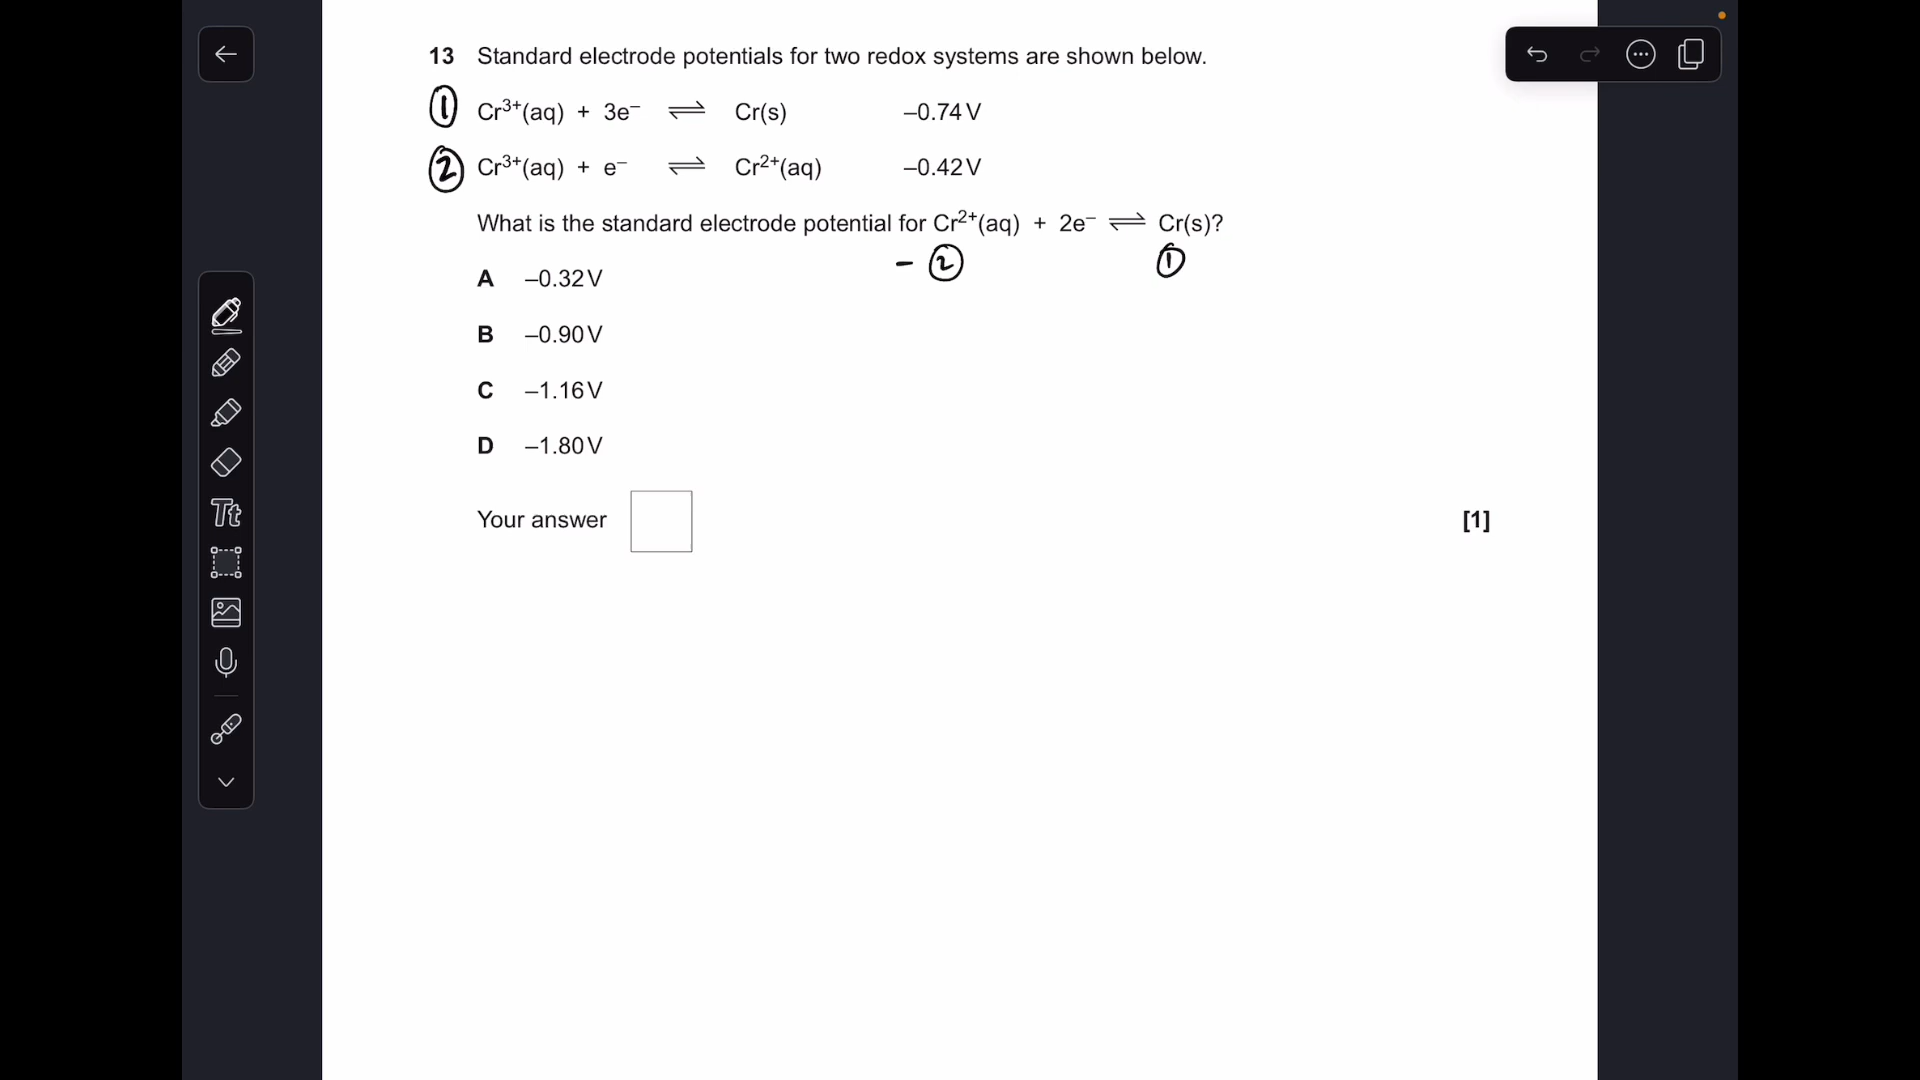 13 Standard electrode potentials for two redox systems are shown below.
① Cr³⁺(aq) + 3e⁻ ⇌ Cr(s) –0.74 V
② Cr³⁺(aq) + e⁻ ⇌ Cr²⁺(aq) –0.42 V
What is the standard electrode potential for Cr²⁺(aq) + 2e⁻ ⇌ Cr(s)?
– ② ①
A –0.32 V
B –0.90 V
C –1.16 V
D –1.80 V
Your answer [1]
Tt